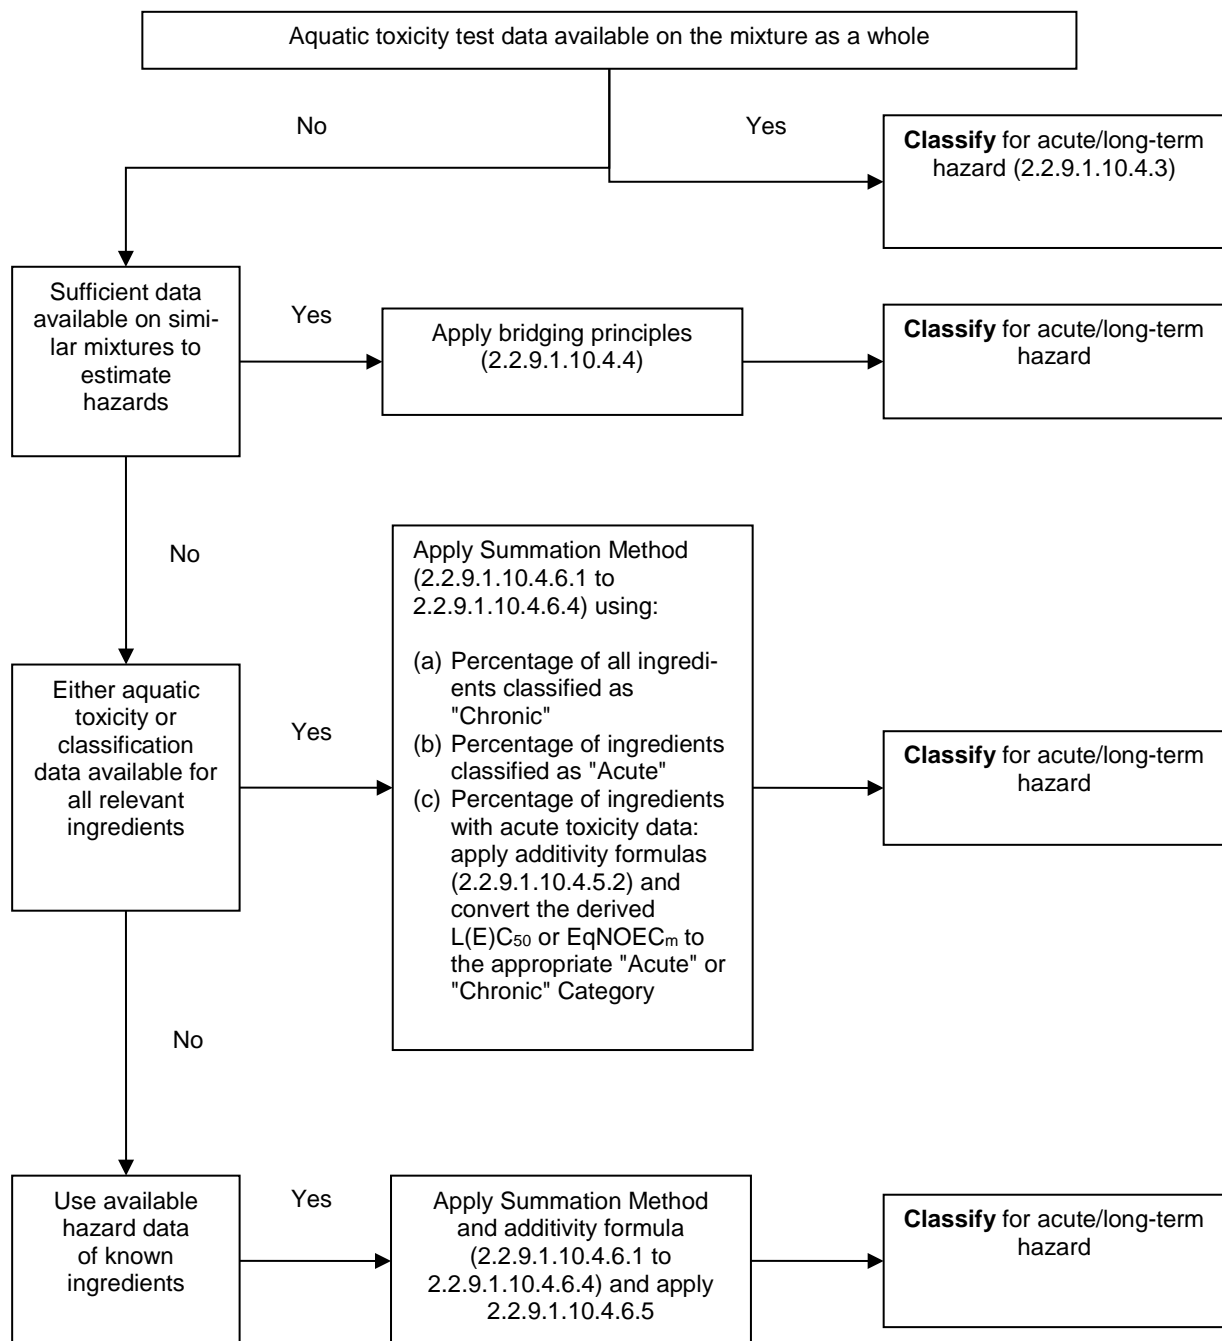 Aquatic toxicity test data available on the mixture as a whole
No
Yes
Classify for acute/long-term
hazard (2.2.9.1.10.4.3)
Sufficient data
available on simi-
lar mixtures to
estimate
hazards
Yes
Apply bridging principles
(2.2.9.1.10.4.4)
Classify for acute/long-term
hazard
No
Either aquatic
toxicity or
classification
data available for
all relevant
ingredients
Yes
Apply Summation Method
(2.2.9.1.10.4.6.1 to
2.2.9.1.10.4.6.4) using:
(a) Percentage of all ingredi-
ents classified as
"Chronic"
(b) Percentage of ingredients
classified as "Acute"
(c) Percentage of ingredients
with acute toxicity data:
apply additivity formulas
(2.2.9.1.10.4.5.2) and
convert the derived
L(E)C50 or EqNOECm to
the appropriate "Acute" or
"Chronic" Category
Classify for acute/long-term
hazard
No
Use available
hazard data
of known
ingredients
Yes
Apply Summation Method
and additivity formula
(2.2.9.1.10.4.6.1 to
2.2.9.1.10.4.6.4) and apply
2.2.9.1.10.4.6.5
Classify for acute/long-term
hazard